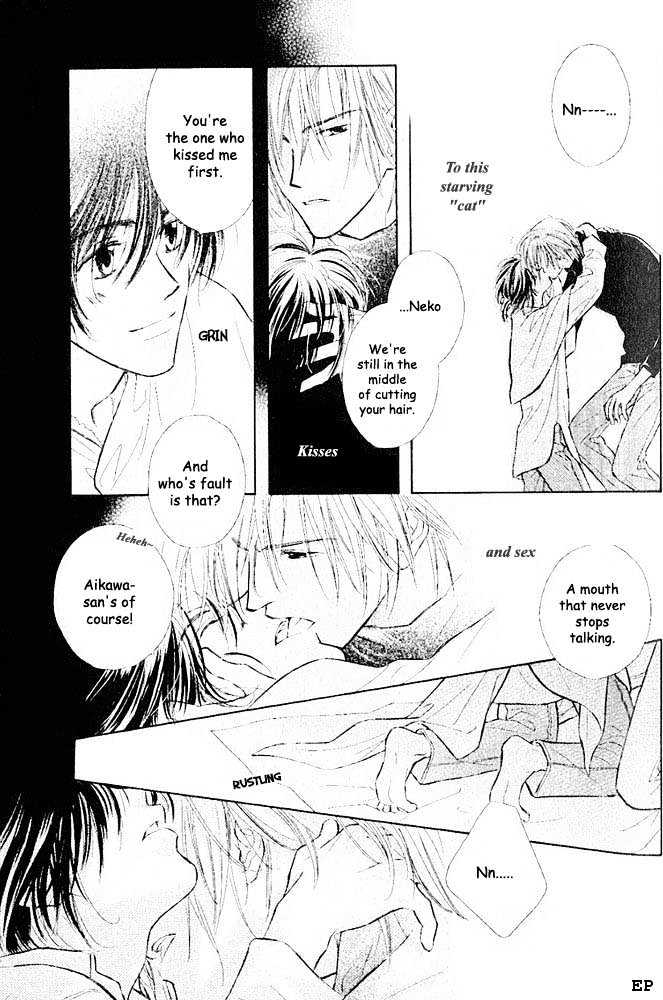 Nn----...
To this
starving
"cat"
...Neko
We're
still in the
middle
of cutting
your hair.
Kisses
You're
the one who
kissed me
first.
GRIN
And
who's fault
is that?
and sex
A mouth
that never
stops
talking.
Heheh~
Aikawa-
san's of
course!
RUSTLING
Nn.....
EP